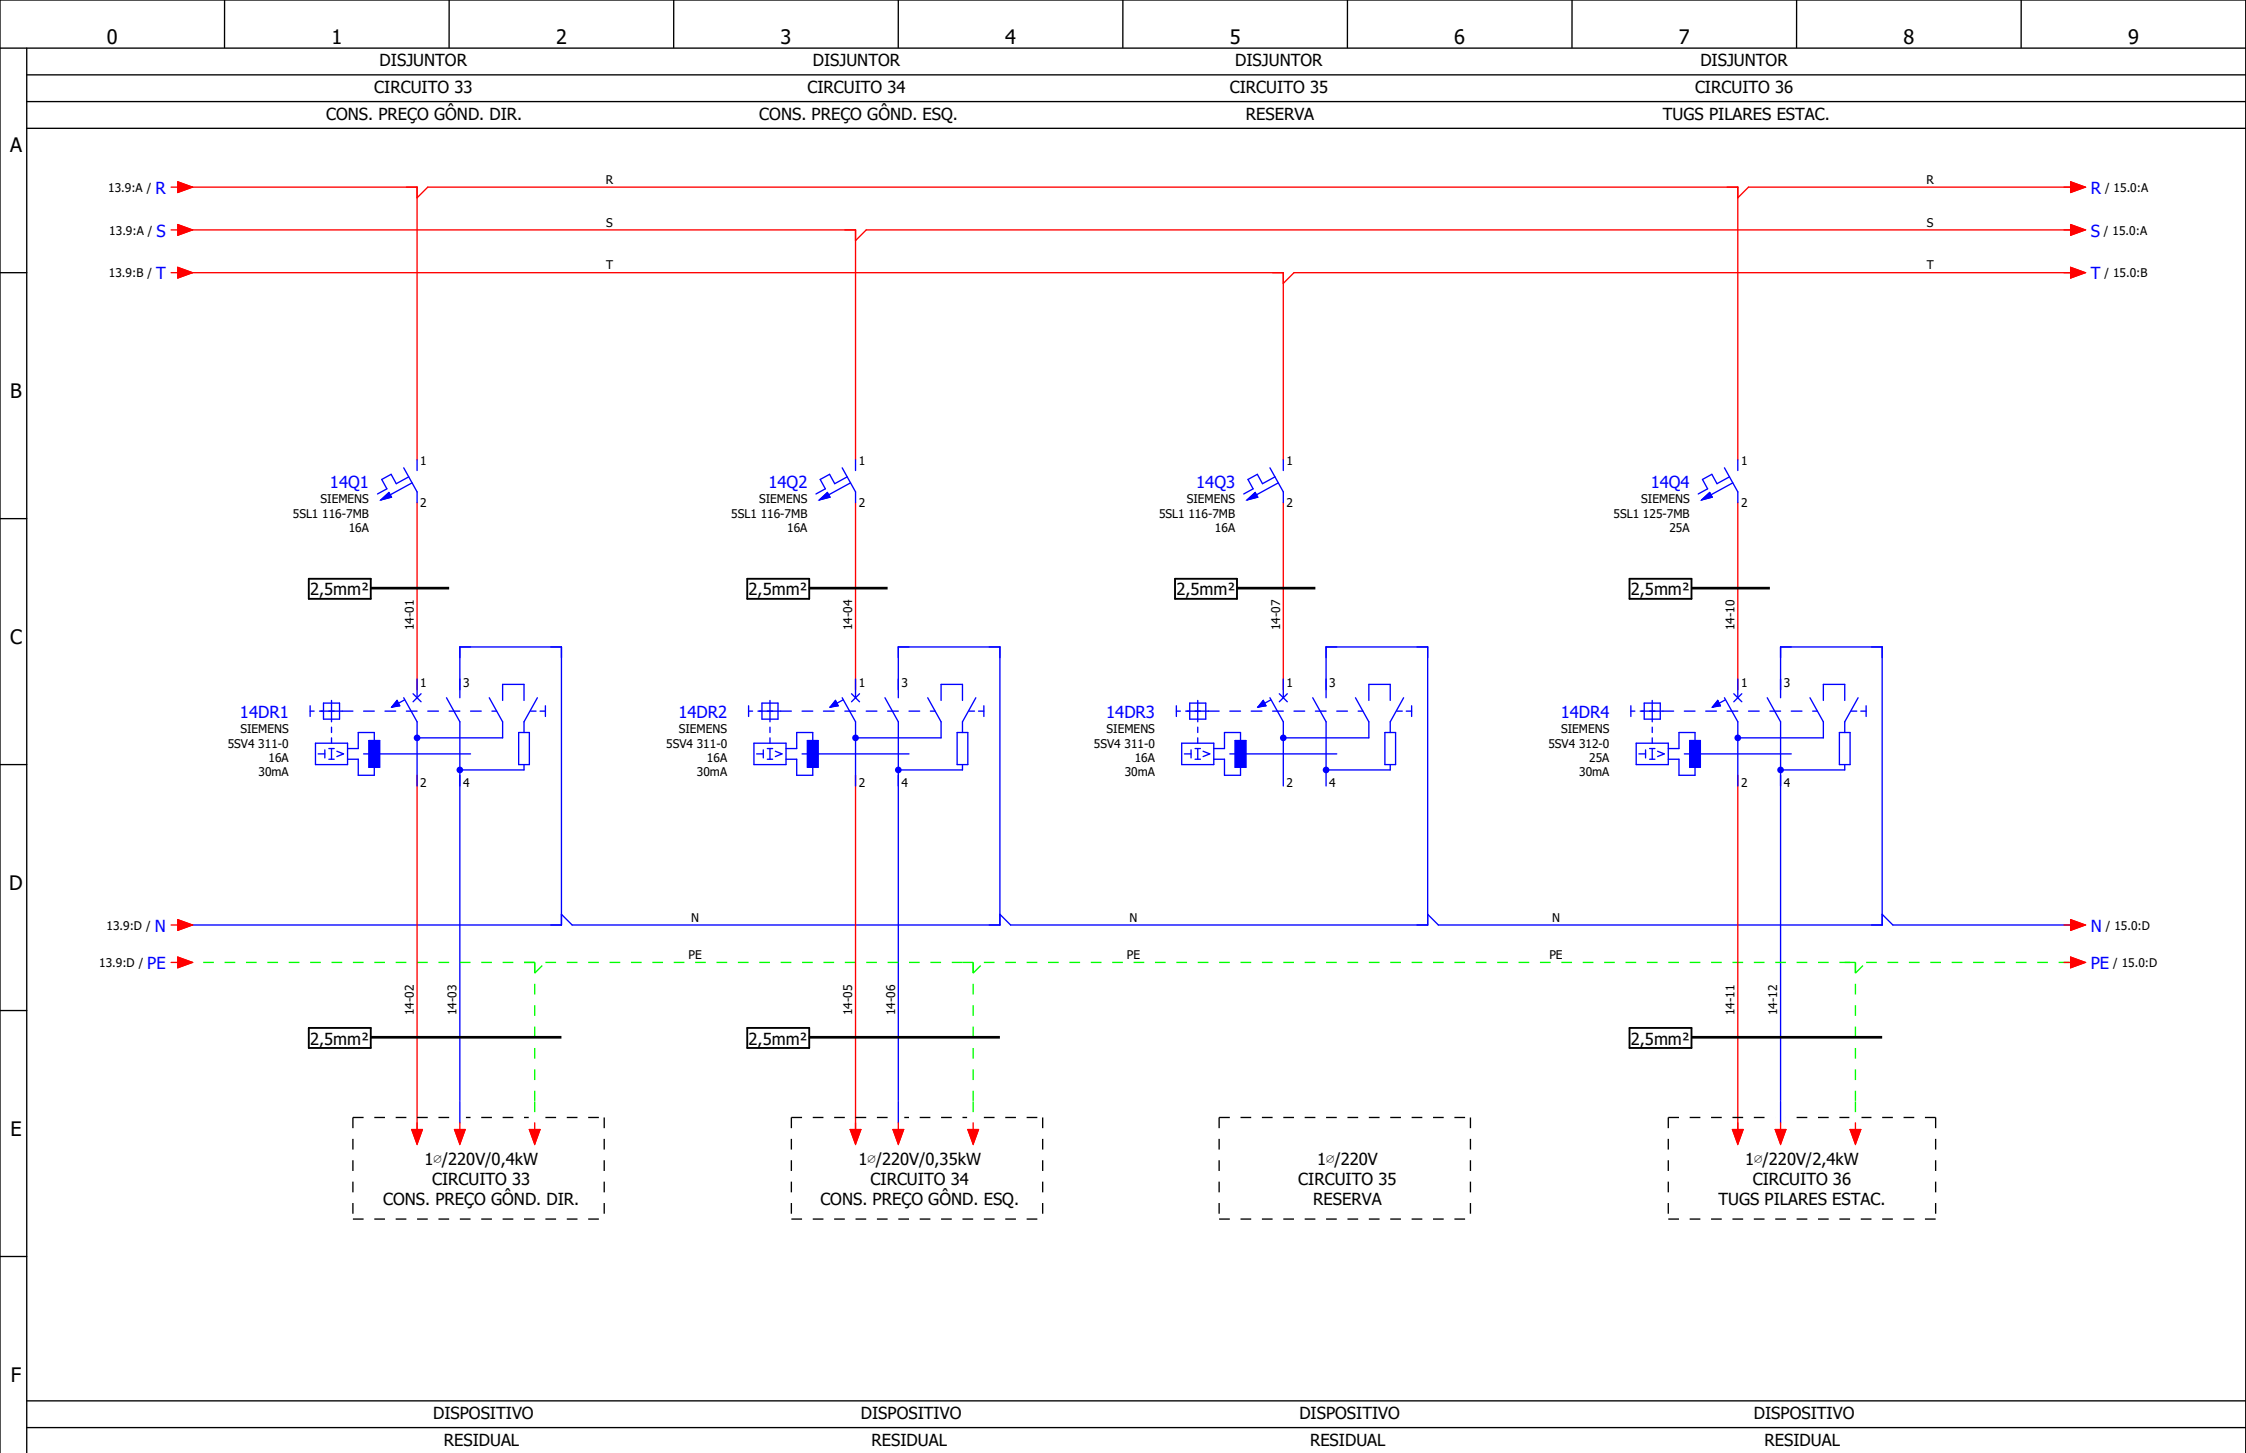 0 1 2 3 4 5 6 7 8 9
DISJUNTOR DISJUNTOR DISJUNTOR DISJUNTOR
CIRCUITO 33 CIRCUITO 34 CIRCUITO 35 CIRCUITO 36
CONS. PREÇO GÔND. DIR. CONS. PREÇO GÔND. ESQ. RESERVA TUGS PILARES ESTAC.
A
13.9:A / R R R R / 15.0:A
13.9:A / S S S S / 15.0:A
13.9:B / T T T T / 15.0:B
B
1 1 1 1
14Q1 14Q2 14Q3 14Q4
SIEMENS SIEMENS SIEMENS SIEMENS
2 2 2 2
5SL1 116-7MB 5SL1 116-7MB 5SL1 116-7MB 5SL1 125-7MB
16A 16A 16A 25A
2,5mm² 2,5mm² 2,5mm² 2,5mm²
14-01 14-04 14-07 14-10
C
1 3 1 3 1 3 1 3
14DR1 14DR2 14DR3 14DR4
SIEMENS SIEMENS SIEMENS SIEMENS
5SV4 311-0 5SV4 311-0 5SV4 311-0 5SV4 312-0
I> I> I> I>
16A 16A 16A 25A
30mA 30mA 30mA 30mA
2 4 2 4 2 4 2 4
D
13.9:D / N N N N N / 15.0:D
13.9:D / PE PE PE PE PE / 15.0:D
14-02 14-03 14-05 14-06 14-11 14-12
2,5mm² 2,5mm² 2,5mm²
E
1⌀/220V/0,4kW 1⌀/220V/0,35kW 1⌀/220V 1⌀/220V/2,4kW
CIRCUITO 33 CIRCUITO 34 CIRCUITO 35 CIRCUITO 36
CONS. PREÇO GÔND. DIR. CONS. PREÇO GÔND. ESQ. RESERVA TUGS PILARES ESTAC.
F
DISPOSITIVO DISPOSITIVO DISPOSITIVO DISPOSITIVO
RESIDUAL RESIDUAL RESIDUAL RESIDUAL